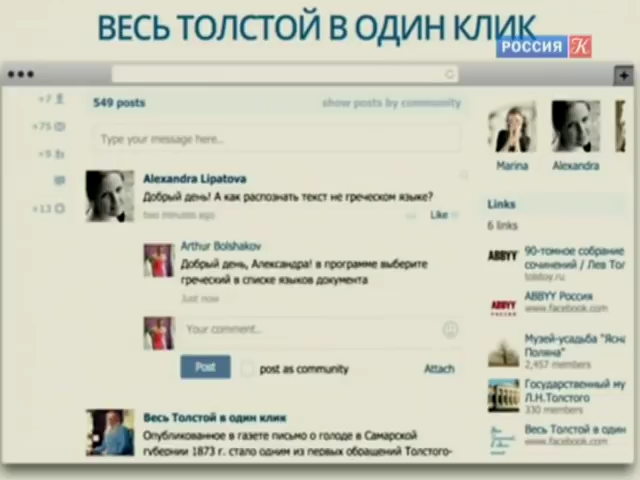 ВЕСЬ ТОЛСТОЙ В ОДИН КЛИК
РОССИЯ К
+7
549 posts
show posts by community
+75
Type your message here..
+9
Marina
Alexandra
Alexandra Lipatova
Добрый день! А как распознать текст не греческом языке?
two minutes ago
Like
+13
Links
6 links
Arthur Bolshakov
Добрый день, Александра! в программе выберите
греческий в списке языков документа
Just now
ABBYY
90-томное собрание
сочинений / Лев Тол
tolstoy.ru
Your comment..
ABBYY
РОССИЯ
ABBYY Россия
www.facebook.com
Post
post as community
Attach
Музей-усадьба "Ясна
Поляна"
2,457 members
Государственный му
Л.Н.Толстого
330 members
Весь Толстой в один клик
Опубликованное в газете письмо о голоде в Самарской
губернии 1873 г. стало одним из первых обращений Толстого-
Весь Толстой в один
www.facebook.com